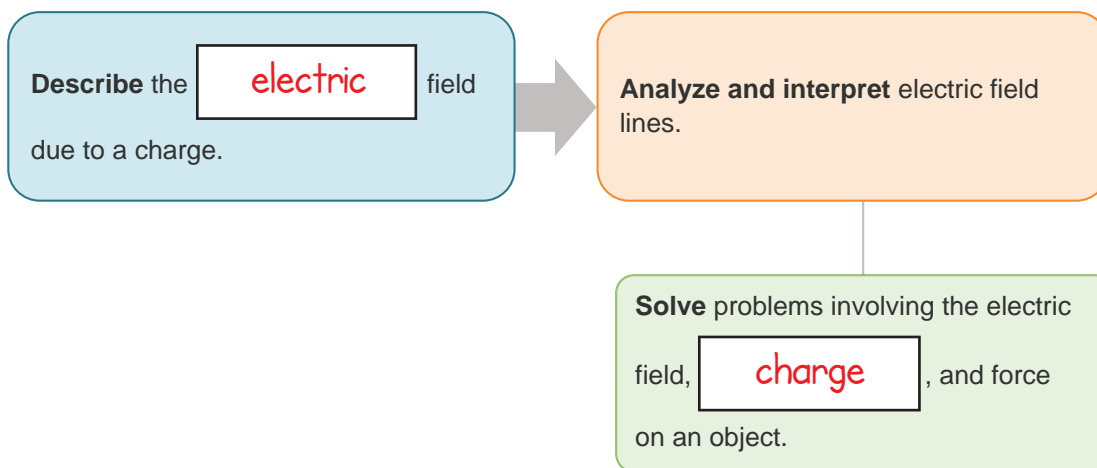 Describe the electric field
due to a charge.
Analyze and interpret electric field
lines.
Solve problems involving the electric
field, charge , and force
on an object.